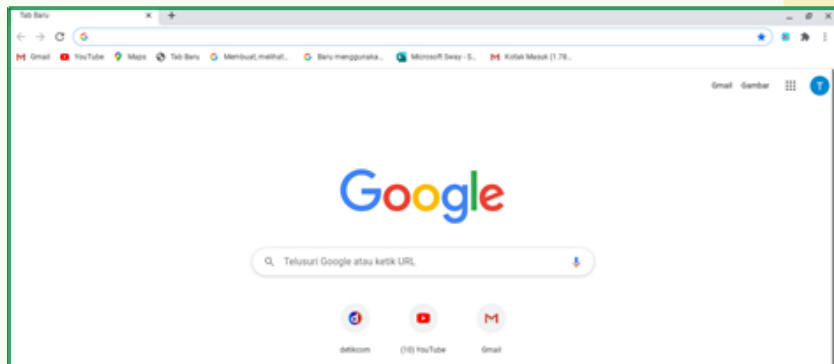 Tab Baru
Gmail YouTube Maps Tab Baru Membuat, melihat... Baru menggunaka... Microsoft Sway - S... Kotak Masuk (1.78...
Gmail Gambar T
Google
Telusuri Google atau ketik URL
detikcom (10) YouTube Gmail